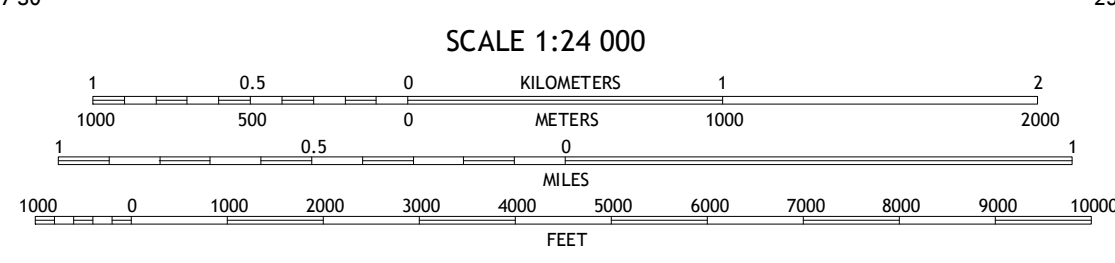 SCALE 1:24 000
1 0.5 0 KILOMETERS 1 2
1000 500 0 METERS 1000 2000
1 0.5 0 1
MILES
1000 0 1000 2000 3000 4000 5000 6000 7000 8000 9000 10000
FEET